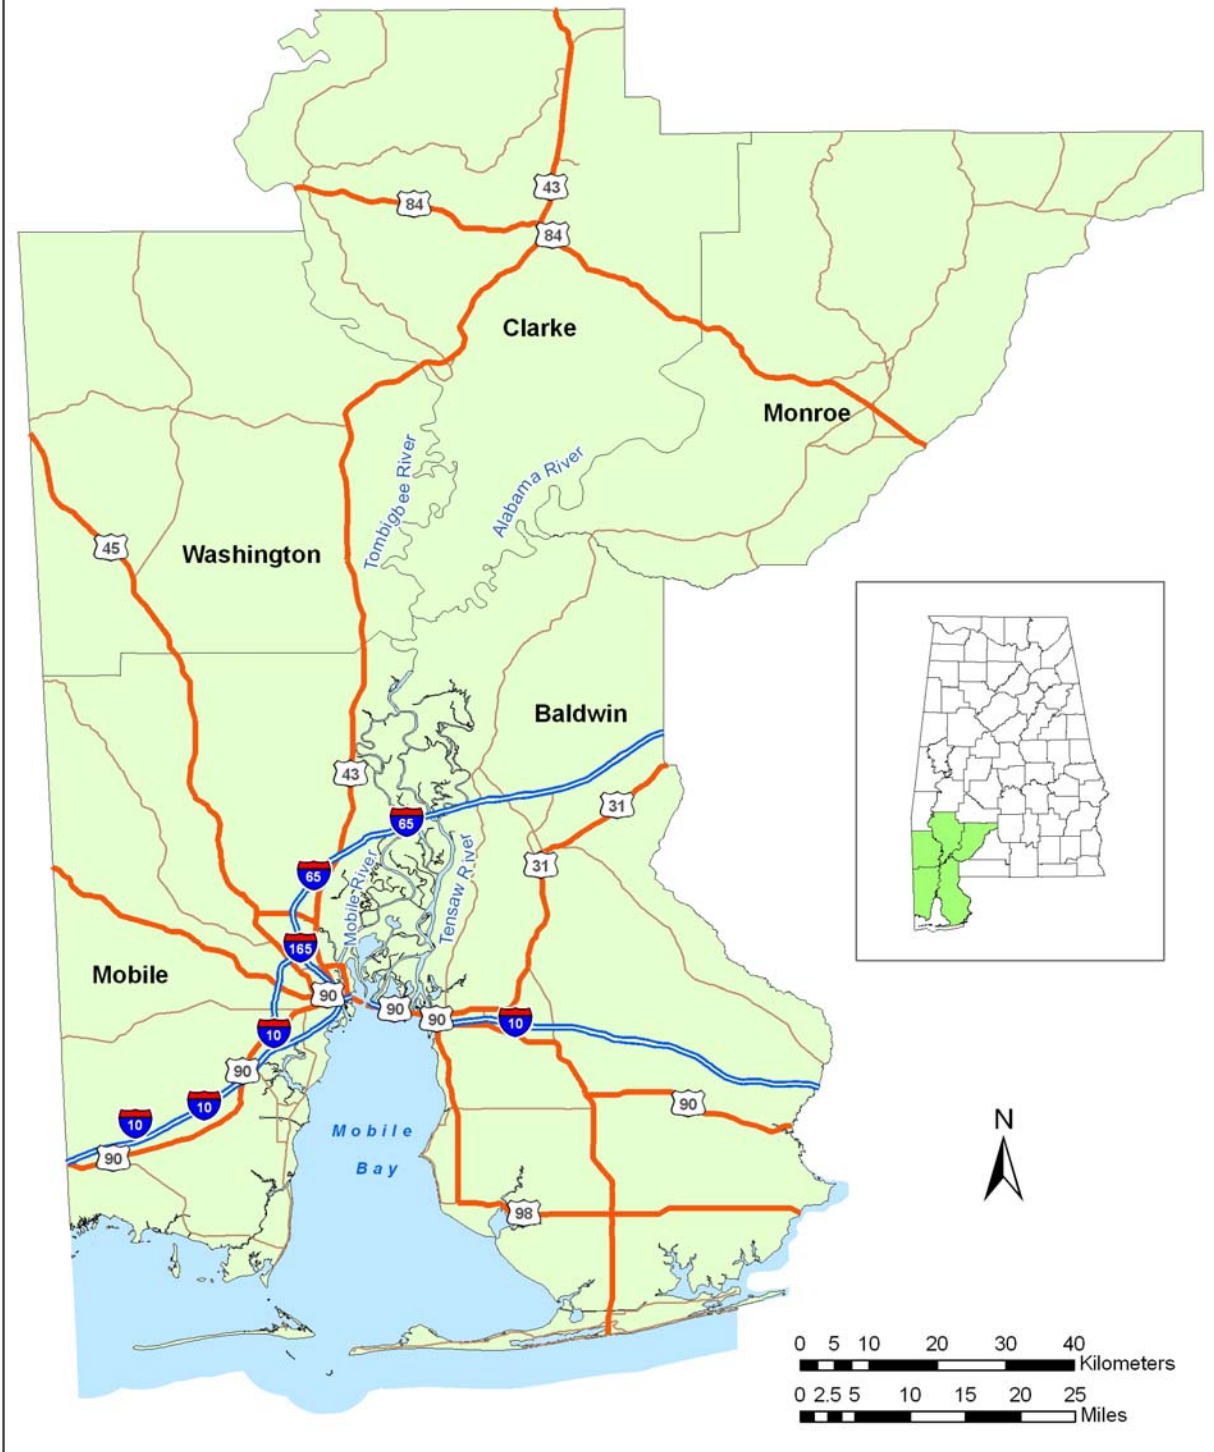 43
84
84
Clarke
Monroe
Tombigbee River
Alabama River
45
Washington
Baldwin
43
31
65
31
65
Mobile River
Tensaw River
165
Mobile
90
90
90
10
10
90
10
90
10
90
Mobile
Bay
98
N
0 5 10 20 30 40
Kilometers
0 2.5 5 10 15 20 25
Miles